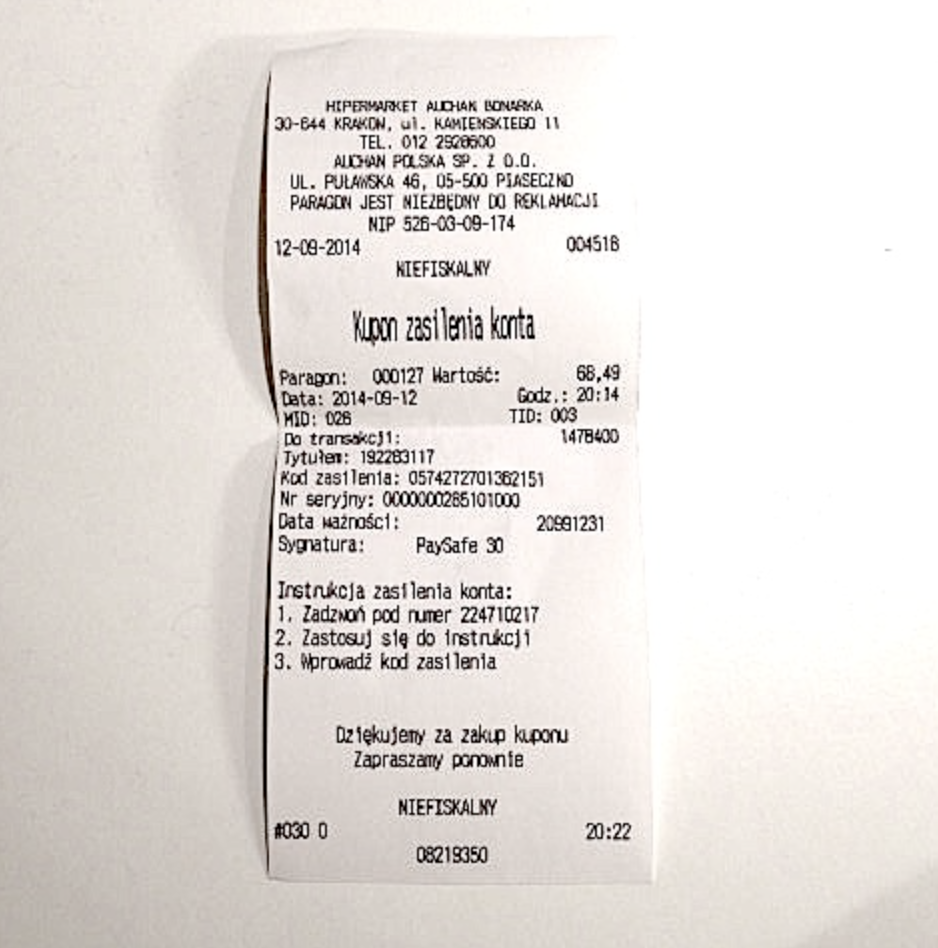 HIPERMARKET AUCHAN BONARKA
30-644 KRAKOW, ul. KAMIENSKIEGO 11
TEL. 012 2928600
AUCHAN POLSKA SP. Z O.O.
UL. PUŁAWSKA 46, 05-500 PIASECZNO
PARAGON JEST NIEZBĘDNY DO REKLAMACJI
NIP 526-03-09-174
12-09-2014 004518
NIEFISKALNY
Kupon zasilenia konta
Paragon: 000127 Wartość: 68,49
Data: 2014-09-12 Godz.: 20:14
MID: 026 TID: 003
Do transakcji: 1478400
Tytułem: 192263117
Kod zasilenia: 0574272701362151
Nr seryjny: 0000000265101000
Data ważności: 20991231
Sygnatura: PaySafe 30
Instrukcja zasilenia konta:
1. Zadzwoń pod numer 224710217
2. Zastosuj się do instrukcji
3. Wprowadź kod zasilenia
Dziękujemy za zakup kuponu
Zapraszamy ponownie
NIEFISKALNY
#030 0 20:22
08219350